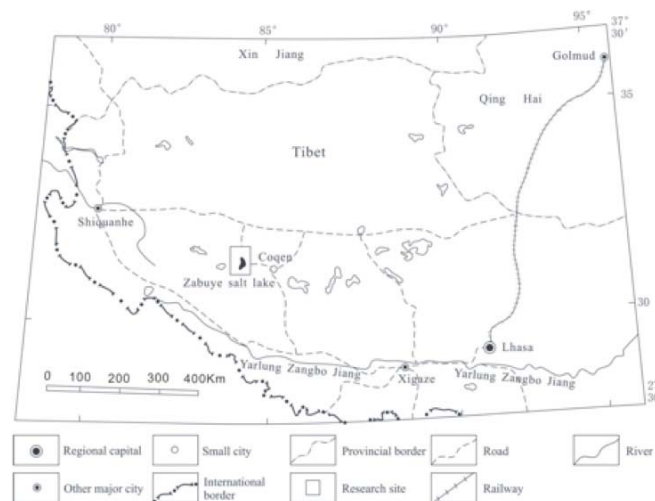 80°
85°
90°
95°
37°
30′
Xin Jiang
Golmud
35
Qing Hai
Tibet
Shiquanhe
Coqen
Zabuye salt lake
30
Lhasa
Yarlung Zangbo Jiang
Yarlung Zangbo Jiang
Xigaze
0 100 200 300 400Km
Regional capital
Small city
Provincial border
Road
River
Other major city
International
border
Research site
Railway